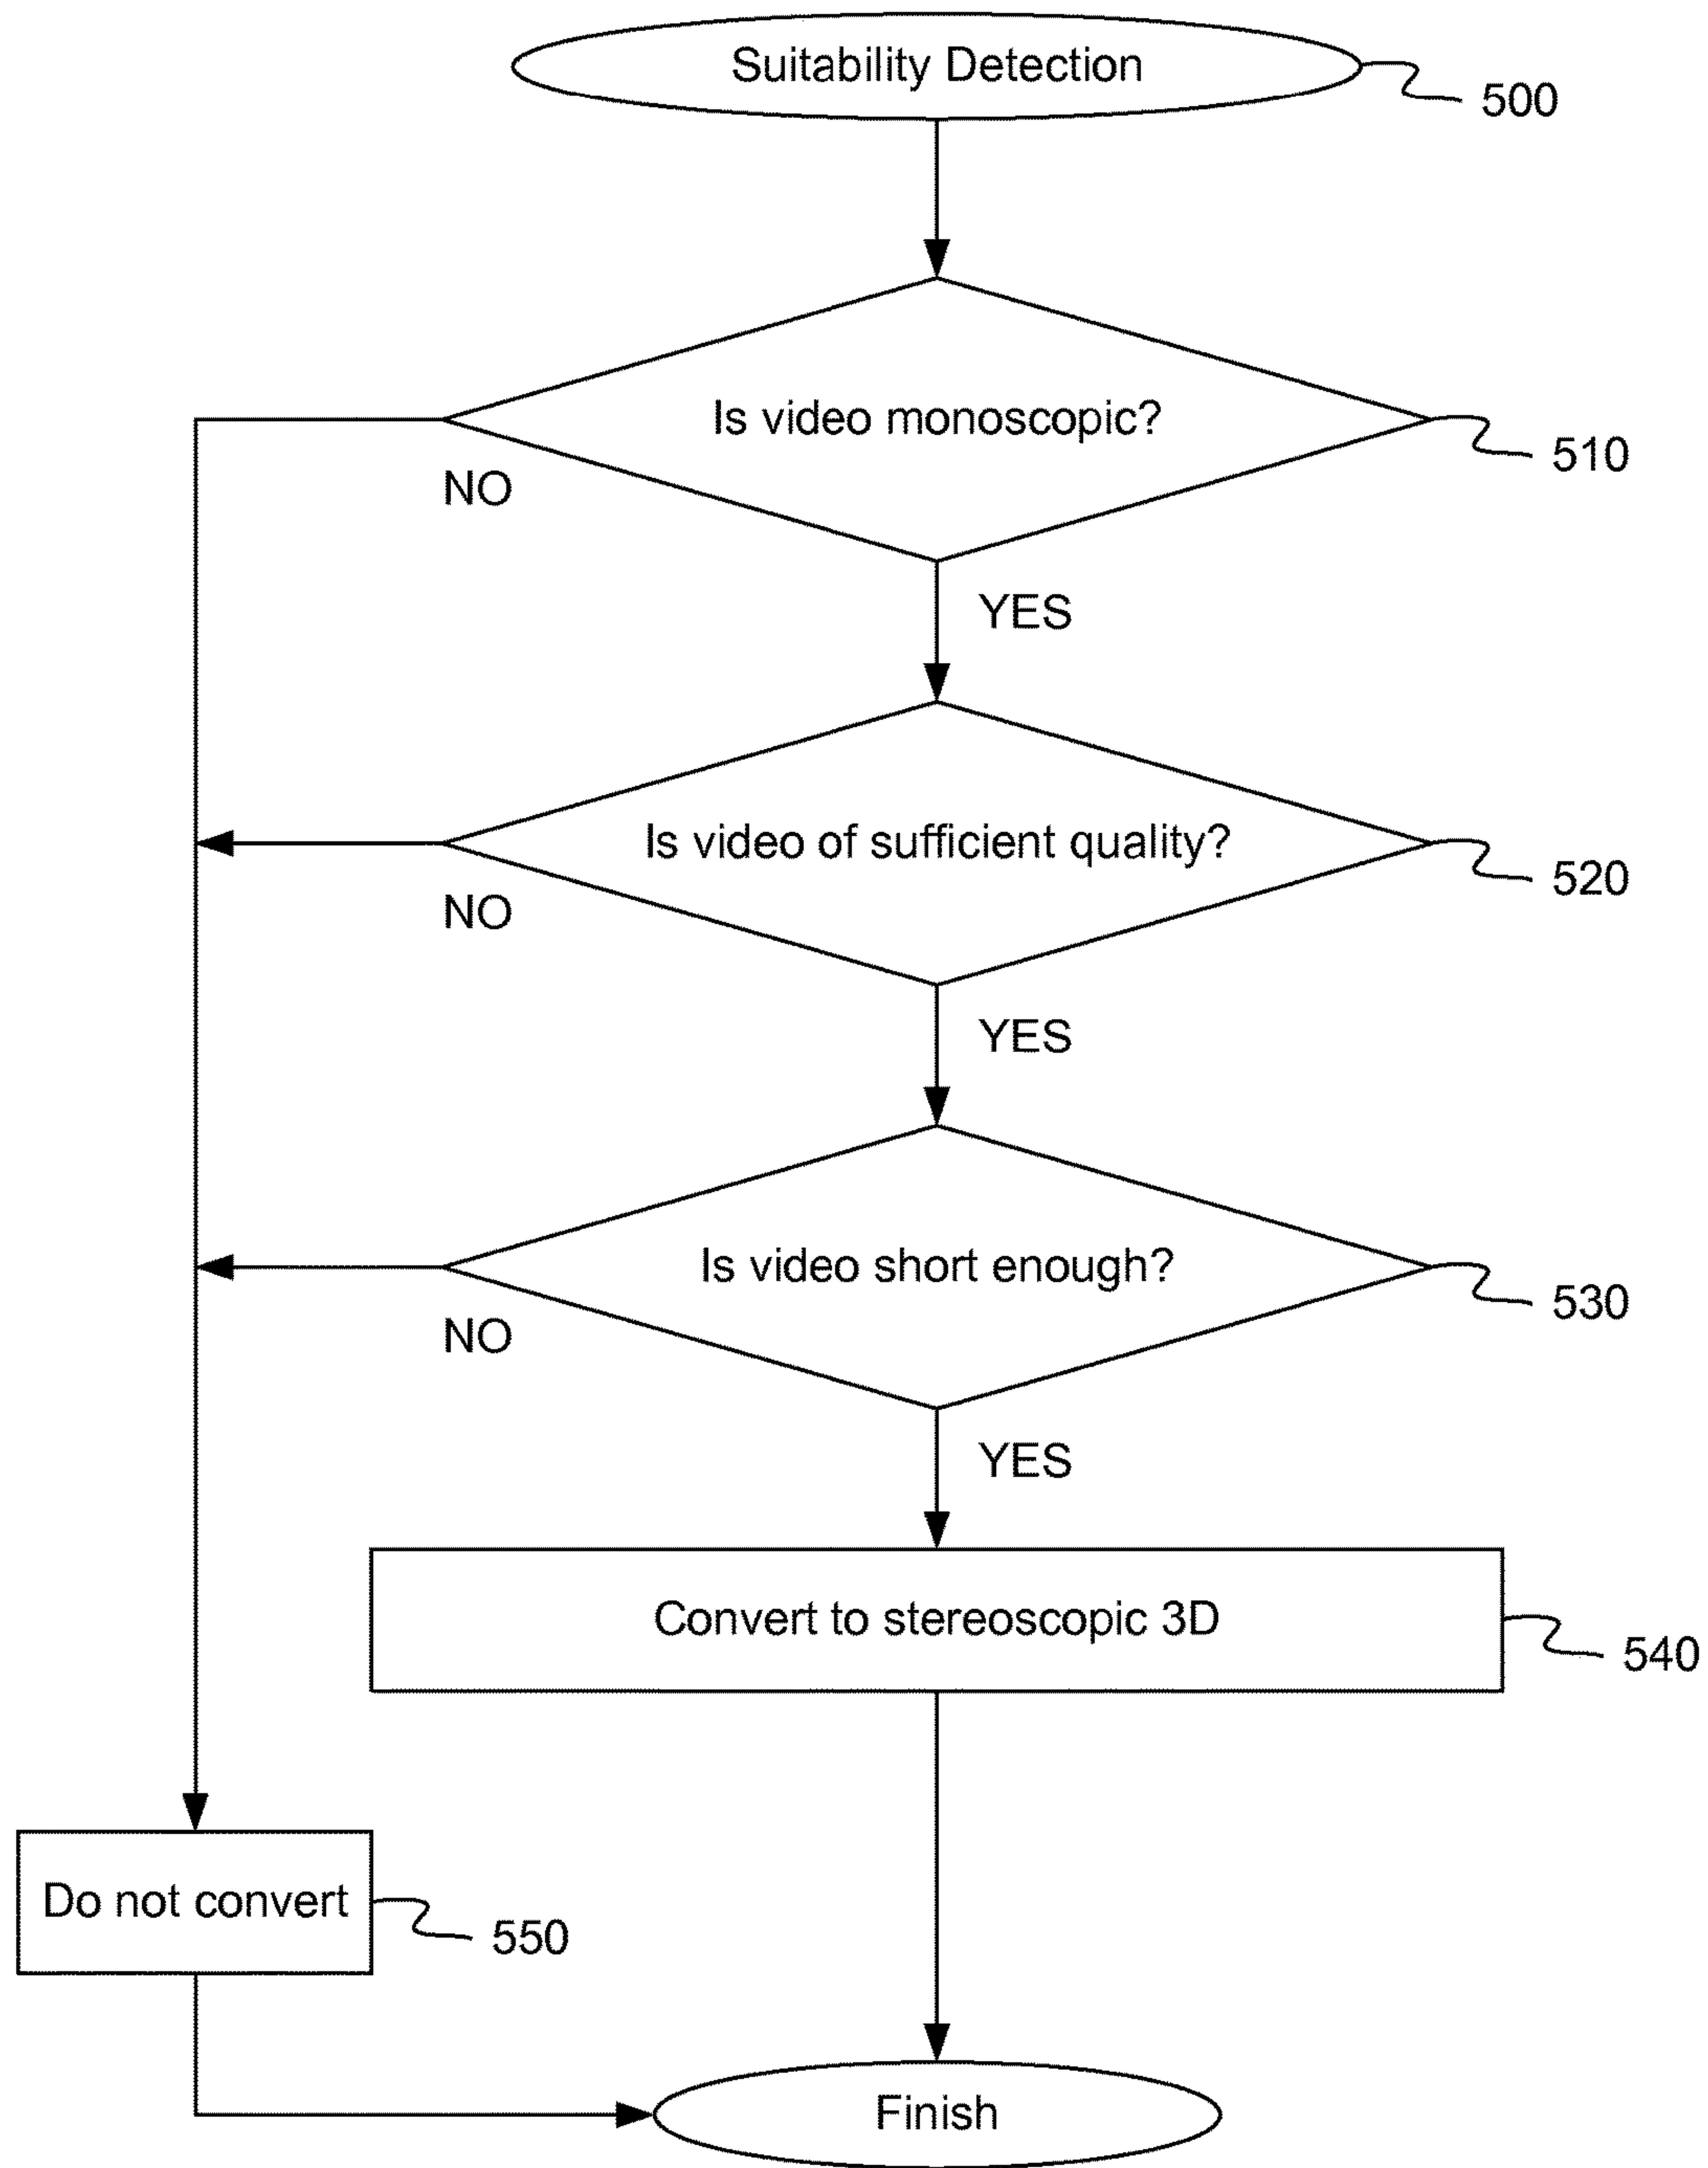 Suitability Detection
500
Is video monoscopic?
510
NO
YES
Is video of sufficient quality?
520
NO
YES
Is video short enough?
530
NO
YES
Convert to stereoscopic 3D
540
Do not convert
550
Finish